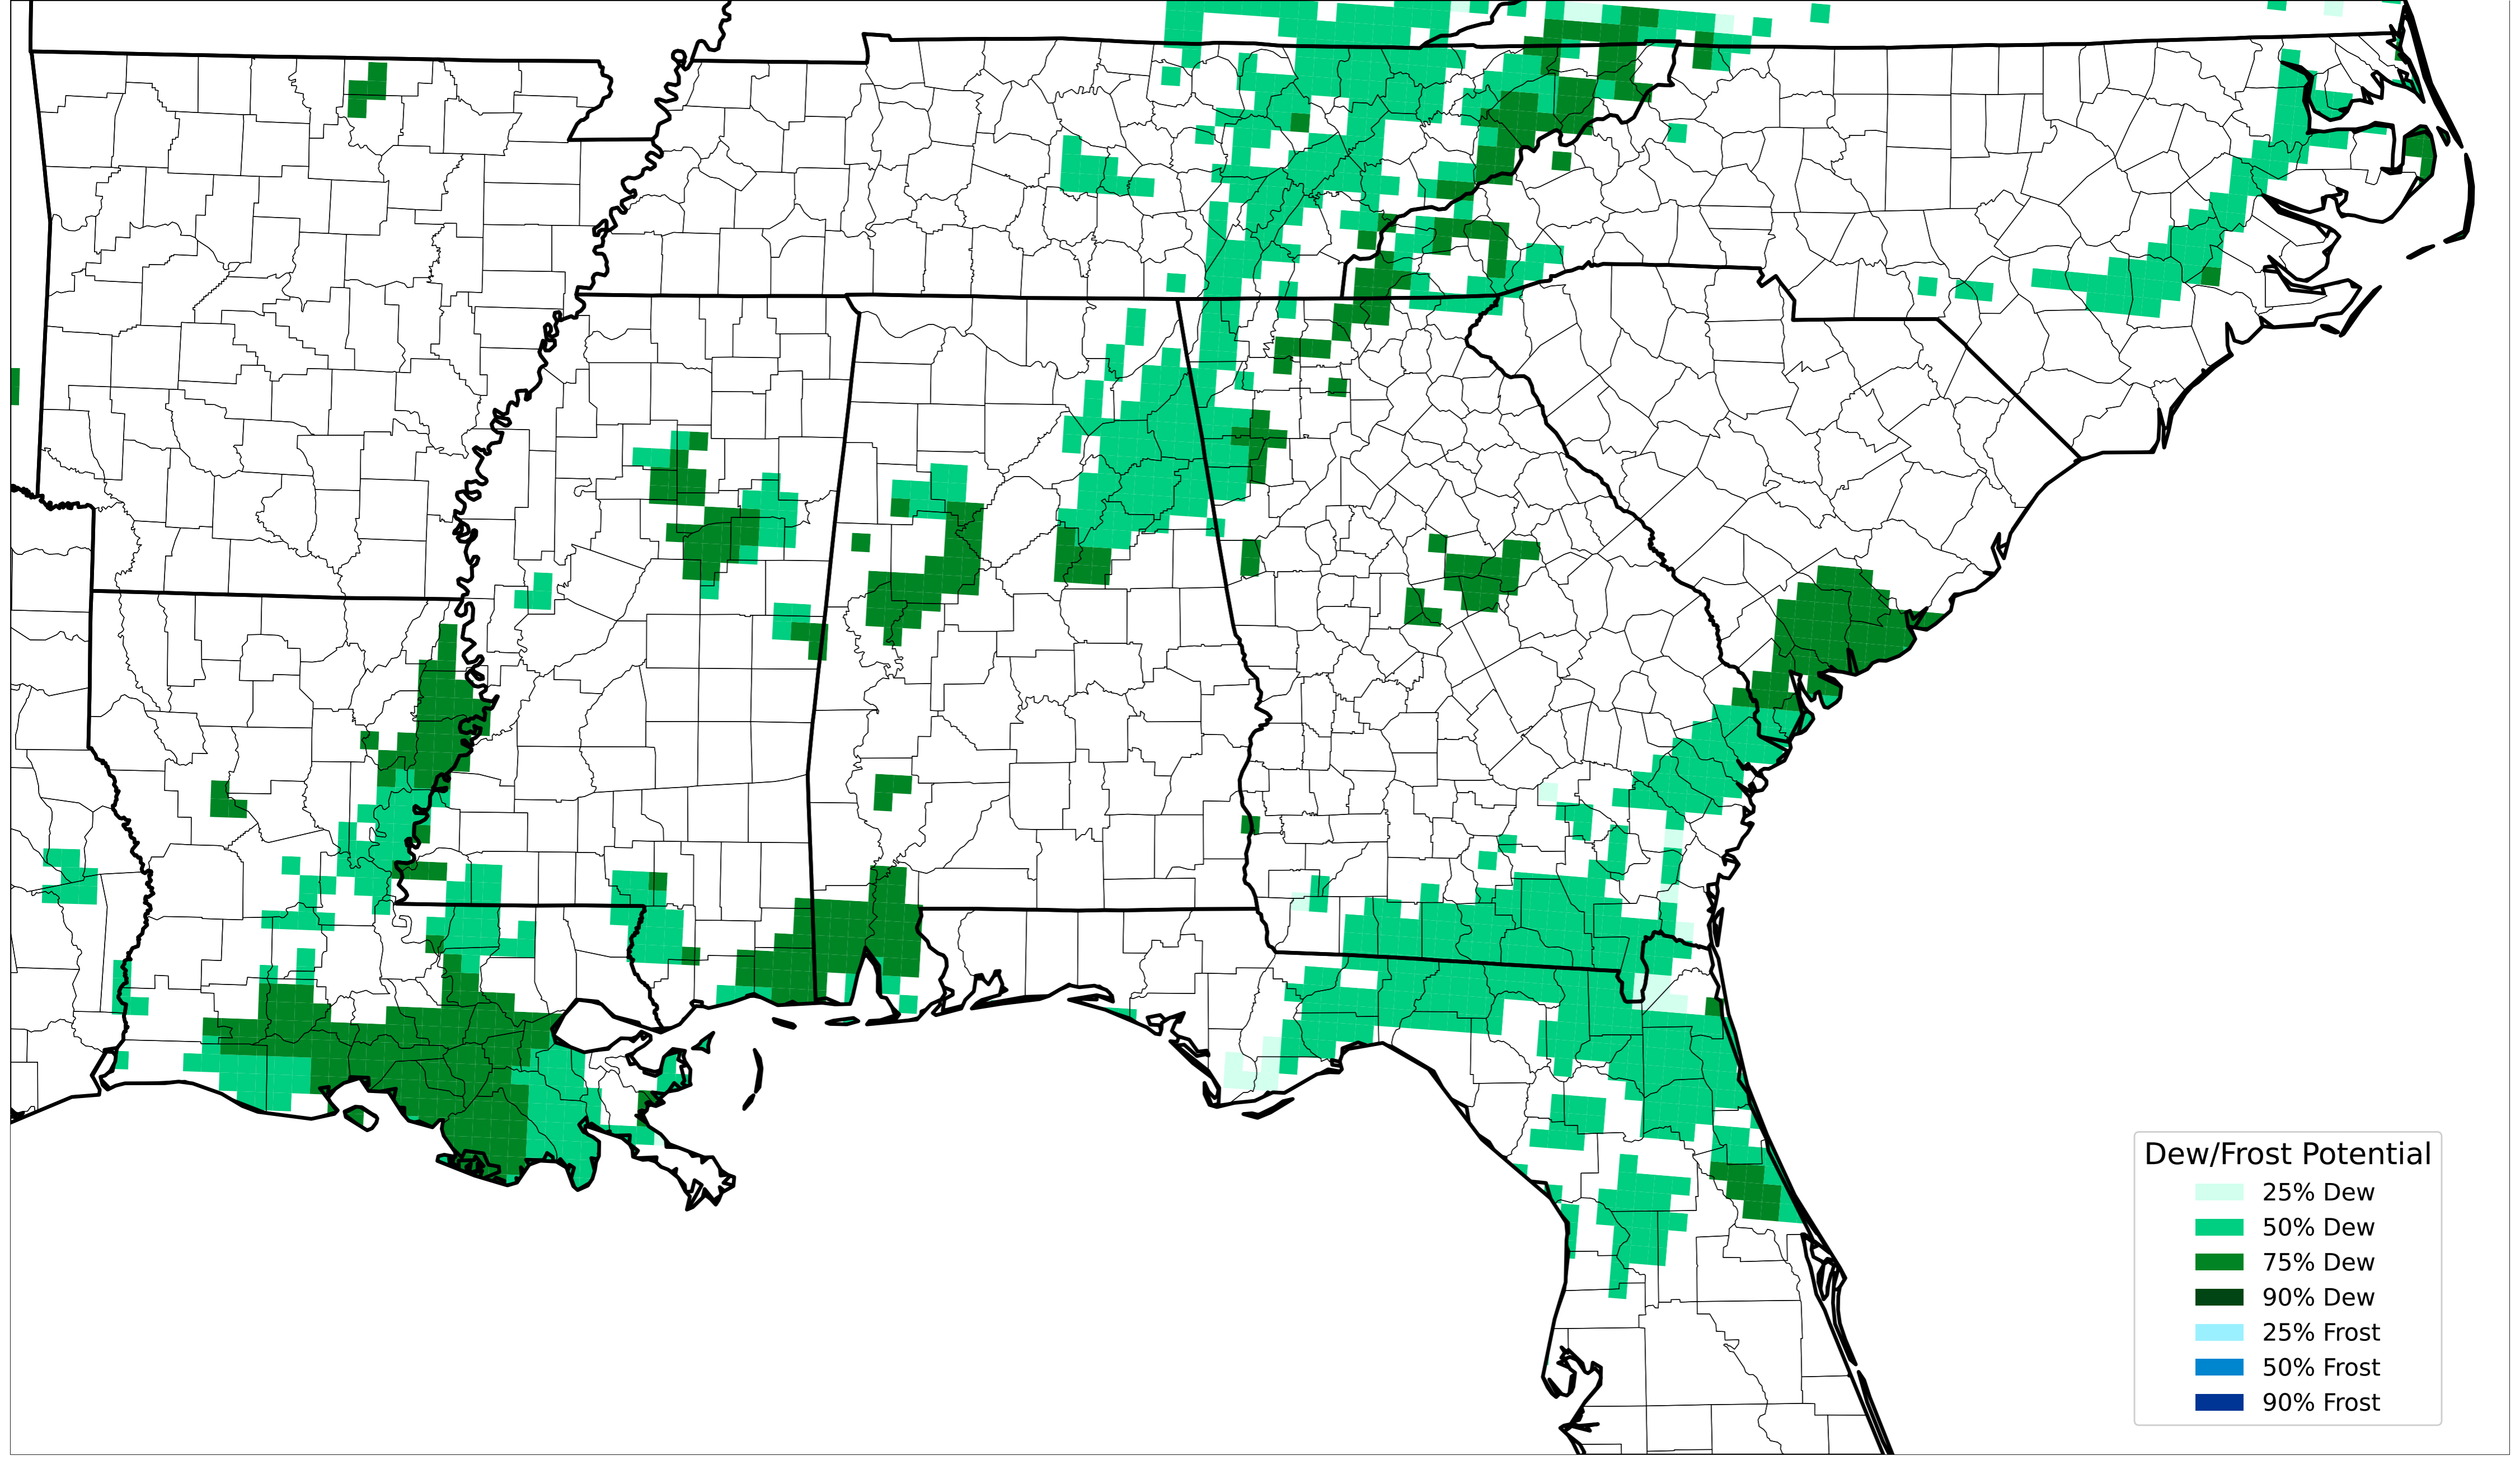 Dew/Frost Potential
25% Dew
50% Dew
75% Dew
90% Dew
25% Frost
50% Frost
90% Frost